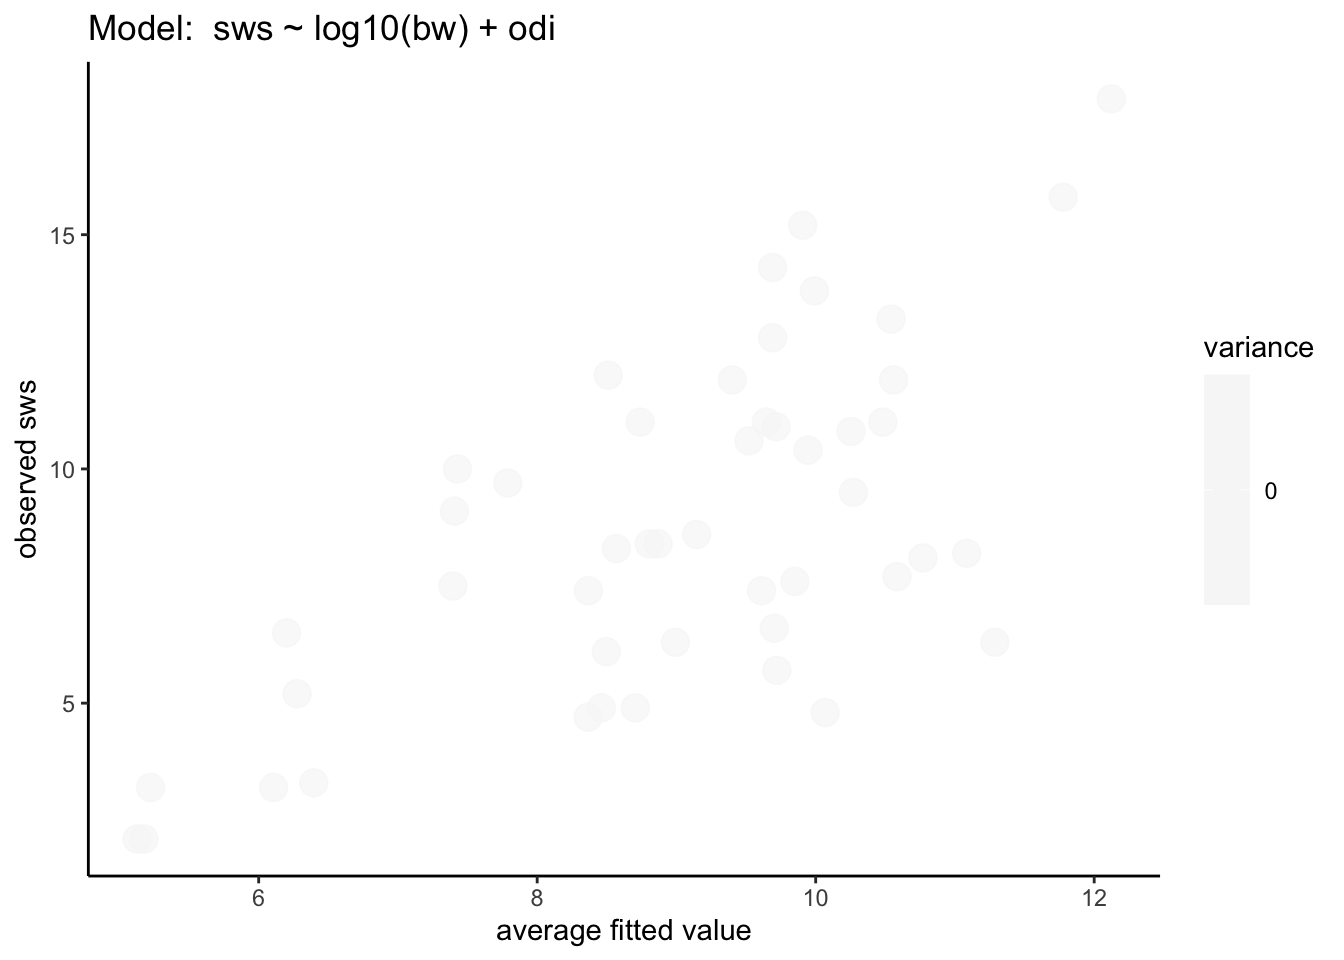 Model:  sws ~ log10(bw) + odi
observed sws
15
10
5
6
8
10
12
average fitted value
variance
0